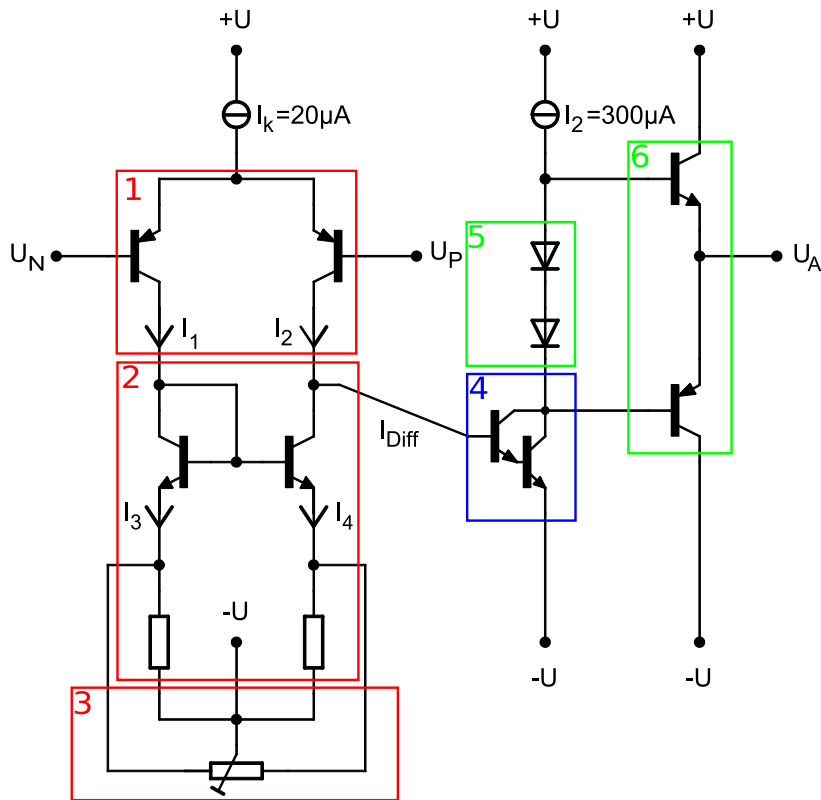 +U
+U
+U
Ik=20µA
I2=300µA
1
6
UN
UP
5
UA
I1
I2
2
4
IDiff
I3
I4
-U
-U
-U
3